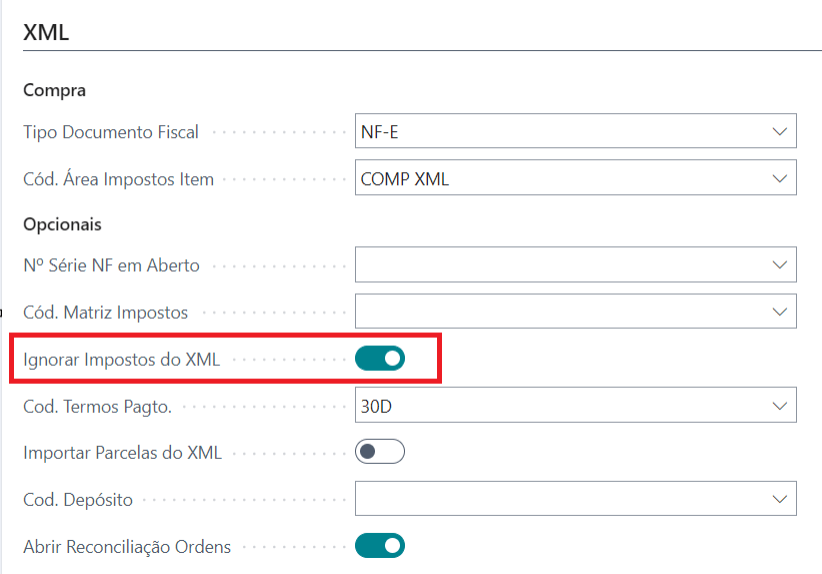 XML
Compra
Tipo Documento Fiscal NF-E
Cód. Área Impostos Item COMP XML
Opcionais
Nº Série NF em Aberto
Cód. Matriz Impostos
Ignorar Impostos do XML
Cod. Termos Pagto. 30D
Importar Parcelas do XML
Cod. Depósito
Abrir Reconciliação Ordens